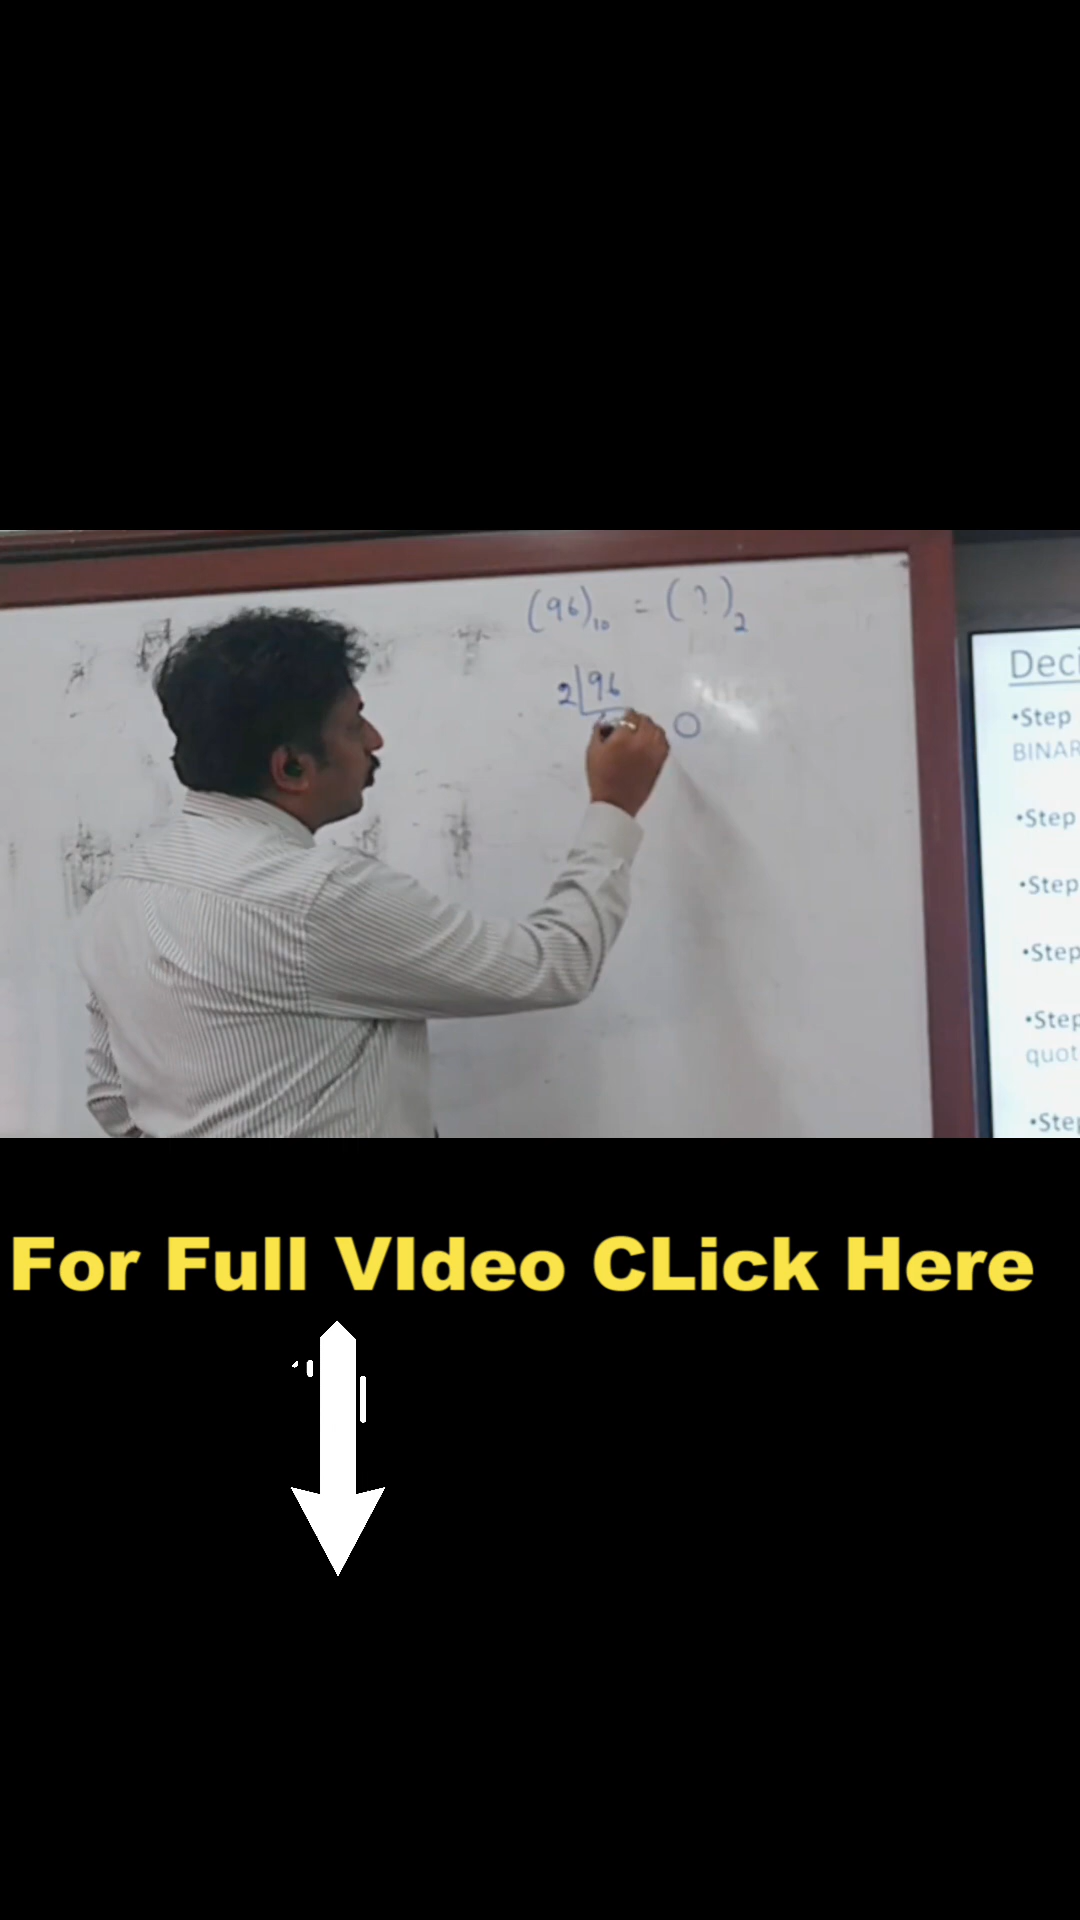 (96)₁₀ = (?)₂
2 96
0
Deci
•Step
BINAR
•Step
•Step
•Step
•Step
quot
•Step
For Full VIdeo CLick Here